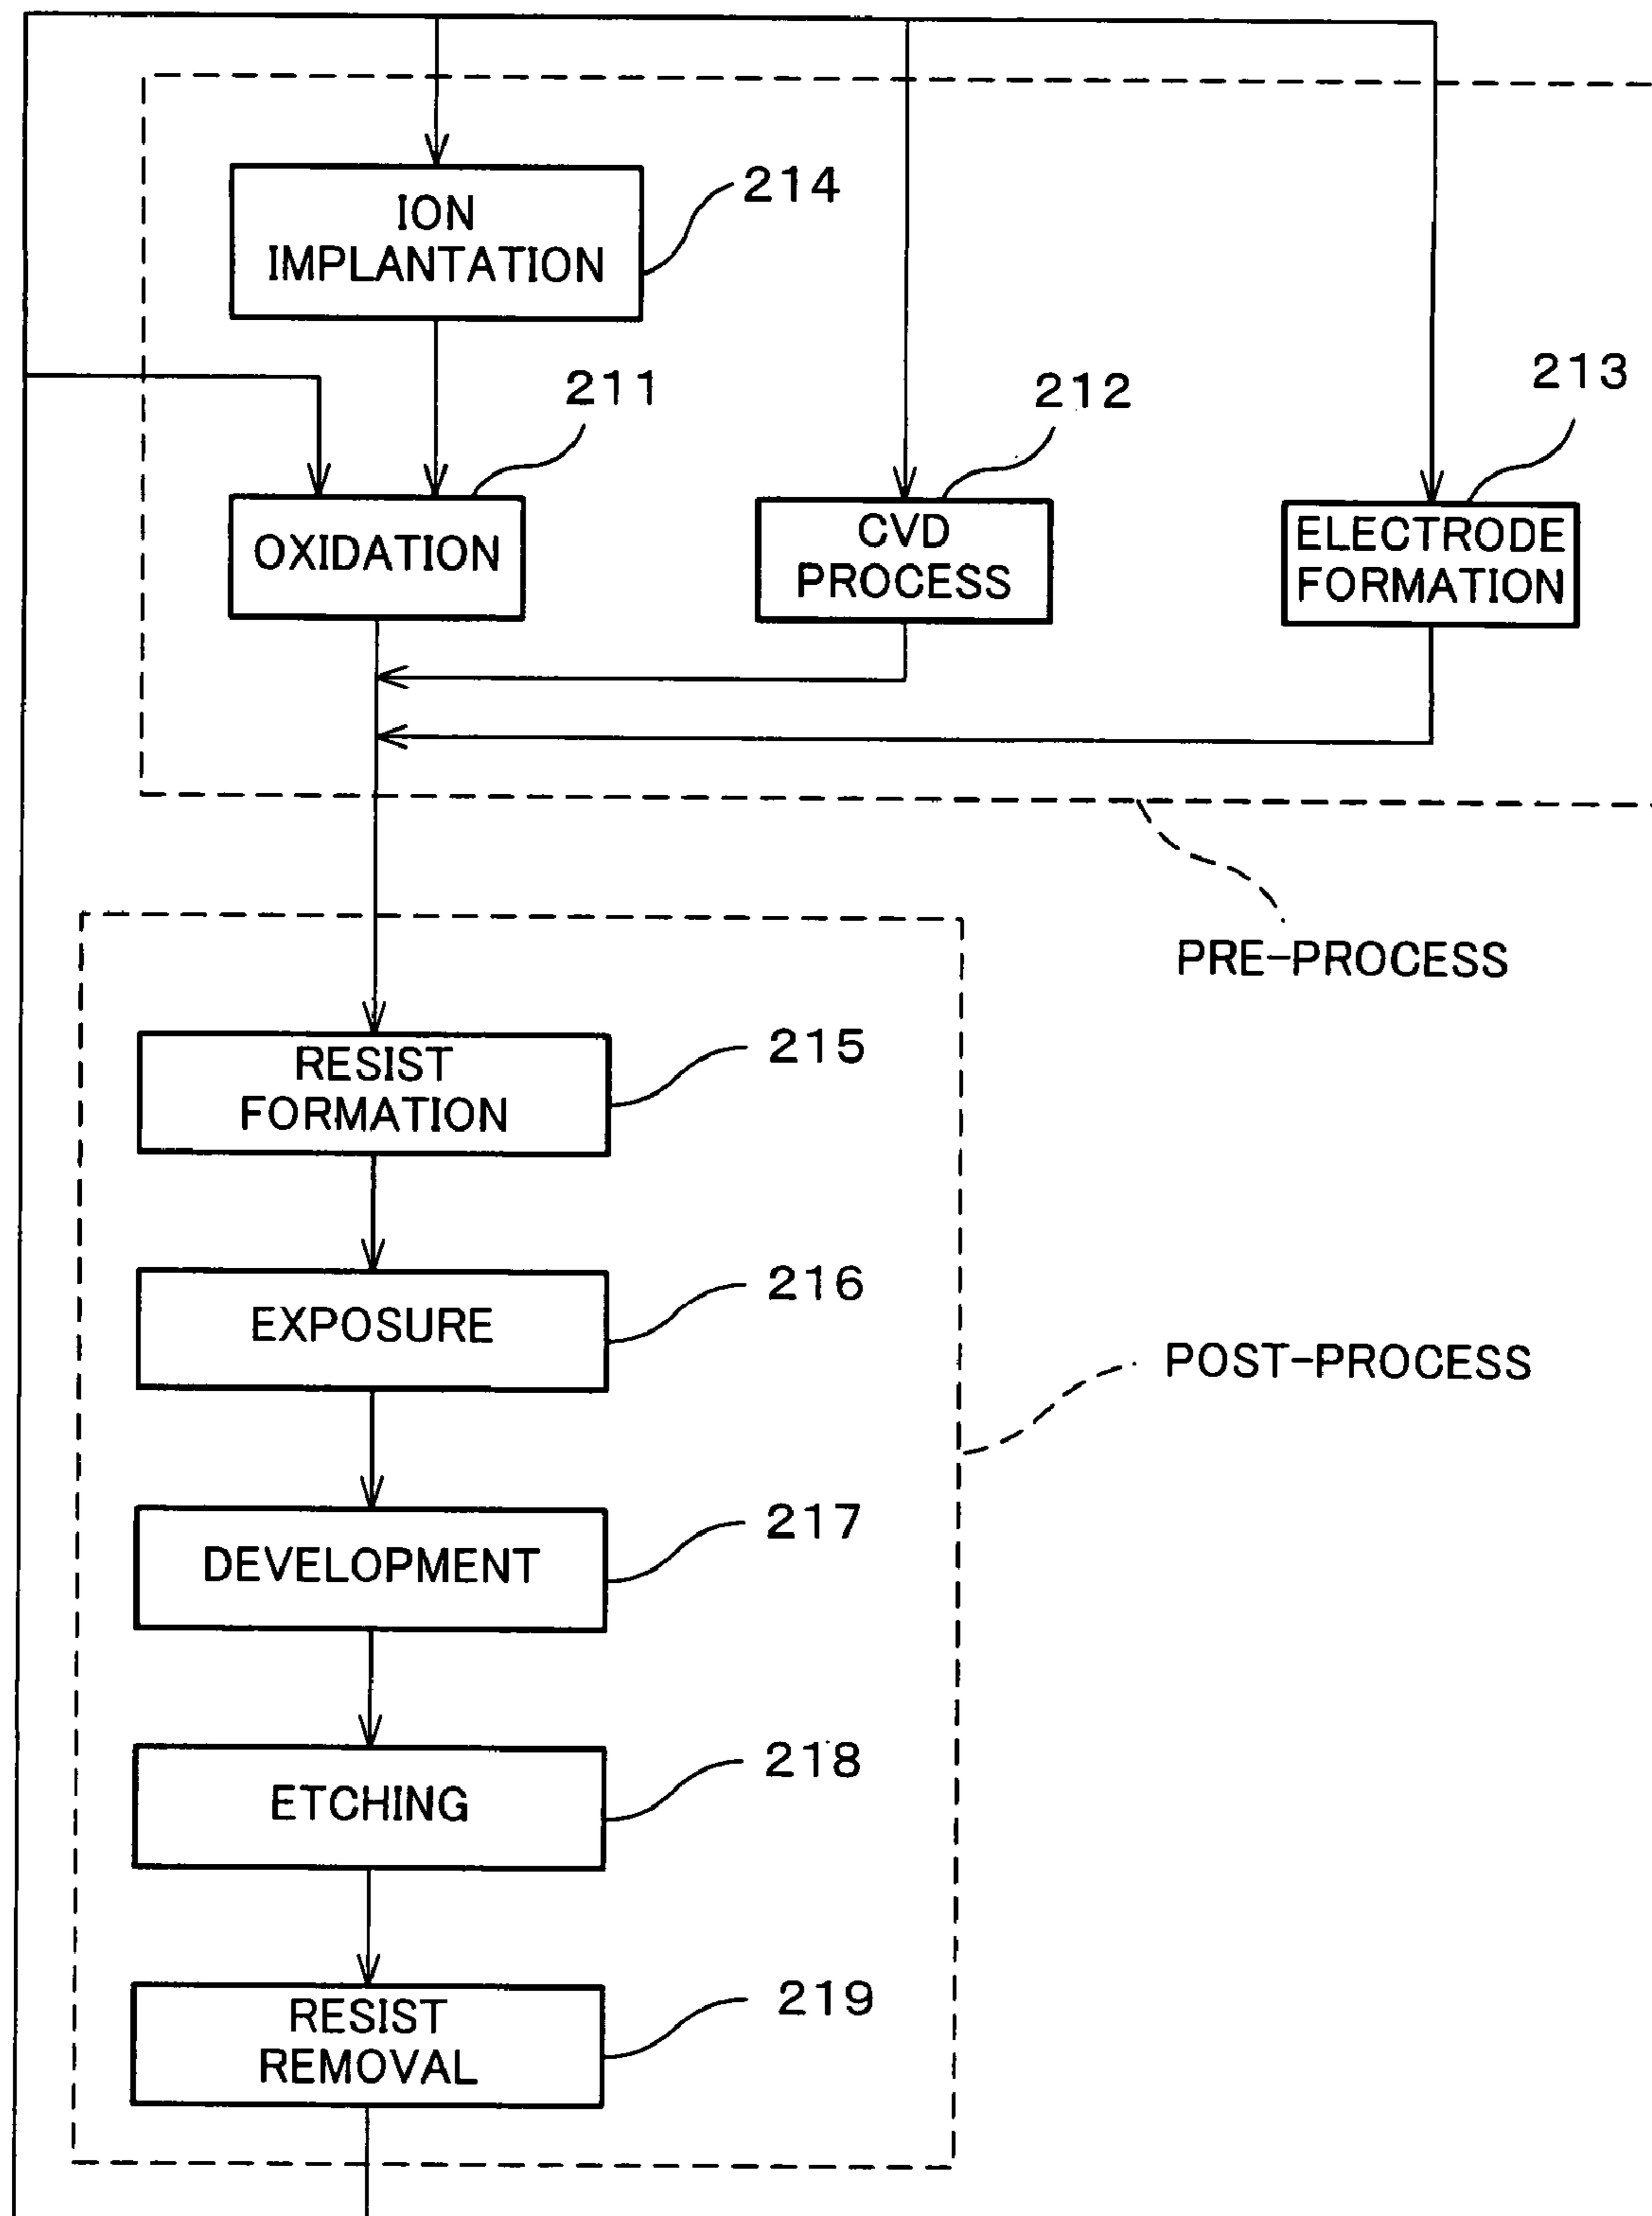 214
ION
IMPLANTATION
211
212
213
OXIDATION
CVD
PROCESS
ELECTRODE
FORMATION
PRE-PROCESS
215
RESIST
FORMATION
216
EXPOSURE
POST-PROCESS
217
DEVELOPMENT
218
ETCHING
219
RESIST
REMOVAL